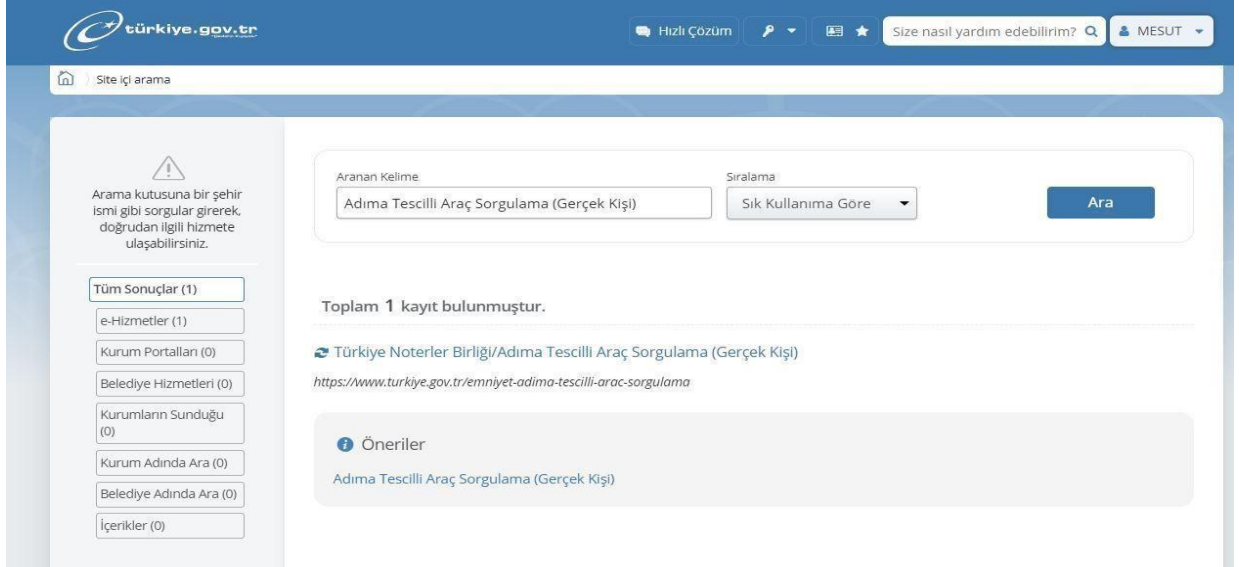 türkiye.gov.tr
Hızlı Çözüm
Size nasıl yardım edebilirim?
MESUT
Site içi arama
Arama kutusuna bir şehir
ismi gibi sorgular girerek,
doğrudan ilgili hizmete
ulaşabilirsiniz.
Tüm Sonuçlar (1)
e-Hizmetler (1)
Kurum Portalları (0)
Belediye Hizmetleri (0)
Kurumların Sunduğu
(0)
Kurum Adında Ara (0)
Belediye Adında Ara (0)
İçerikler (0)
Aranan Kelime
Sıralama
Adıma Tescilli Araç Sorgulama (Gerçek Kişi)
Sık Kullanıma Göre
Ara
Toplam 1 kayıt bulunmuştur.
Türkiye Noterler Birliği/Adıma Tescilli Araç Sorgulama (Gerçek Kişi)
https://www.turkiye.gov.tr/emniyet-adima-tescilli-arac-sorgulama
Öneriler
Adıma Tescilli Araç Sorgulama (Gerçek Kişi)